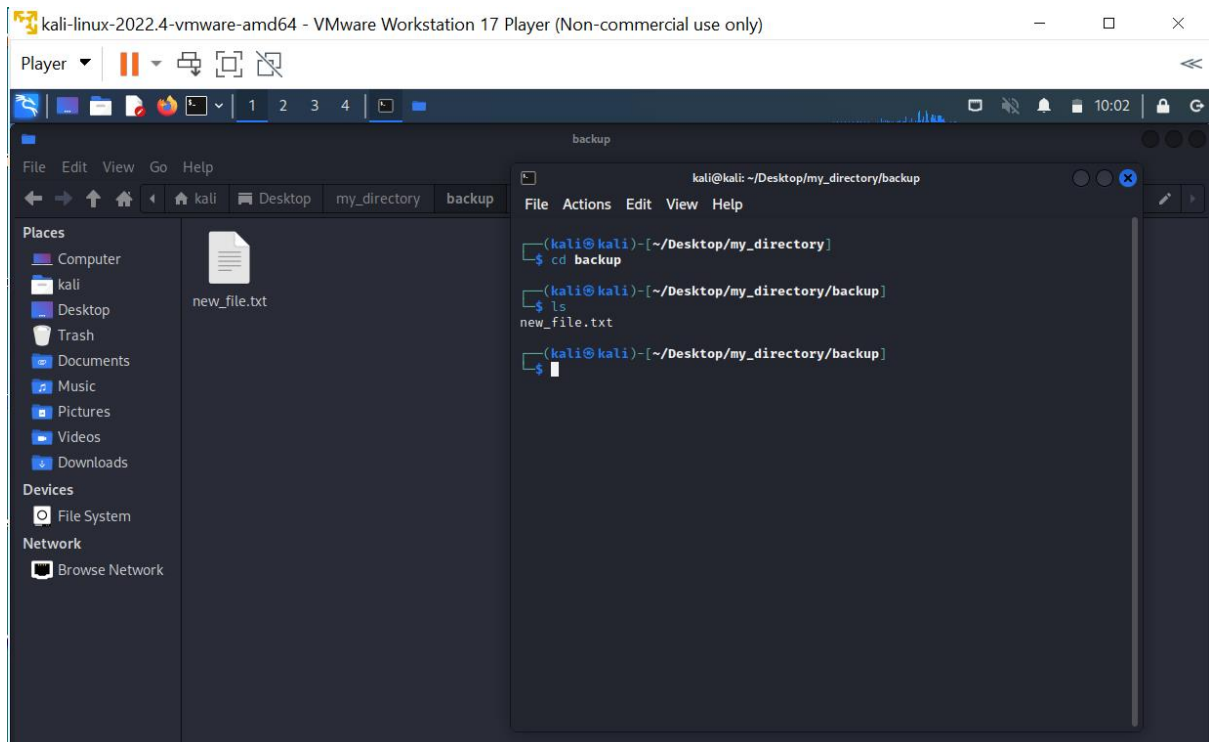 kali-linux-2022.4-vmware-amd64 - VMware Workstation 17 Player (Non-commercial use only)
Player
1 2 3 4
10:02
backup
File Edit View Go Help
kali Desktop my_directory backup
Places
Computer
kali
Desktop
Trash
Documents
Music
Pictures
Videos
Downloads
Devices
File System
Network
Browse Network
new_file.txt
kali@kali: ~/Desktop/my_directory/backup
File Actions Edit View Help
┌──(kali㉿kali)-[~/Desktop/my_directory]
└─$ cd backup
┌──(kali㉿kali)-[~/Desktop/my_directory/backup]
└─$ ls
new_file.txt
┌──(kali㉿kali)-[~/Desktop/my_directory/backup]
└─$